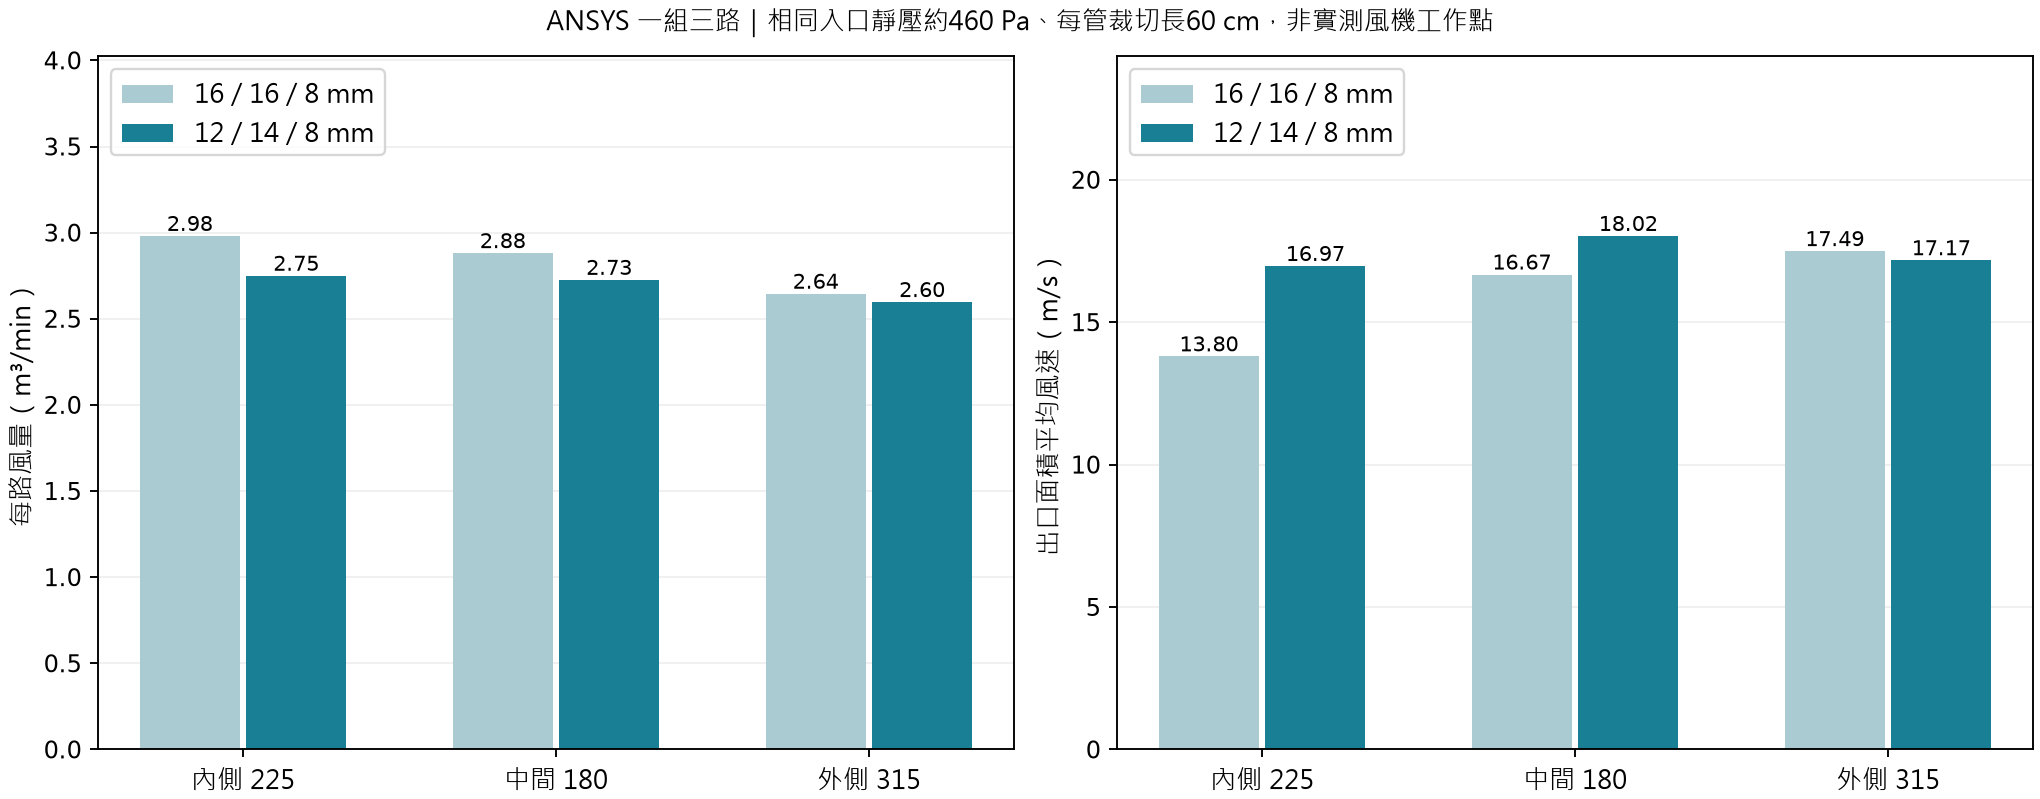 ANSYS 一組三路｜相同入口靜壓約460 Pa、每管裁切長60 cm，非實測風機工作點
每路風量（m³/min）
4.0
3.5
3.0
2.5
2.0
1.5
1.0
0.5
0.0
16 / 16 / 8 mm
12 / 14 / 8 mm
2.98
2.75
2.88
2.73
2.64
2.60
內側 225
中間 180
外側 315
出口面積平均風速（m/s）
20
15
10
5
0
16 / 16 / 8 mm
12 / 14 / 8 mm
13.80
16.97
16.67
18.02
17.49
17.17
內側 225
中間 180
外側 315